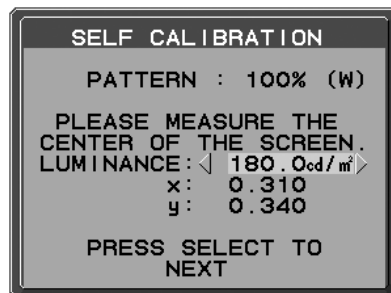 SELF CALIBRATION
PATTERN : 100% (W)
PLEASE MEASURE THE
CENTER OF THE SCREEN.
LUMINANCE: ◁ 180.0cd/㎡ ▷
x: 0.310
y: 0.340
PRESS SELECT TO
NEXT